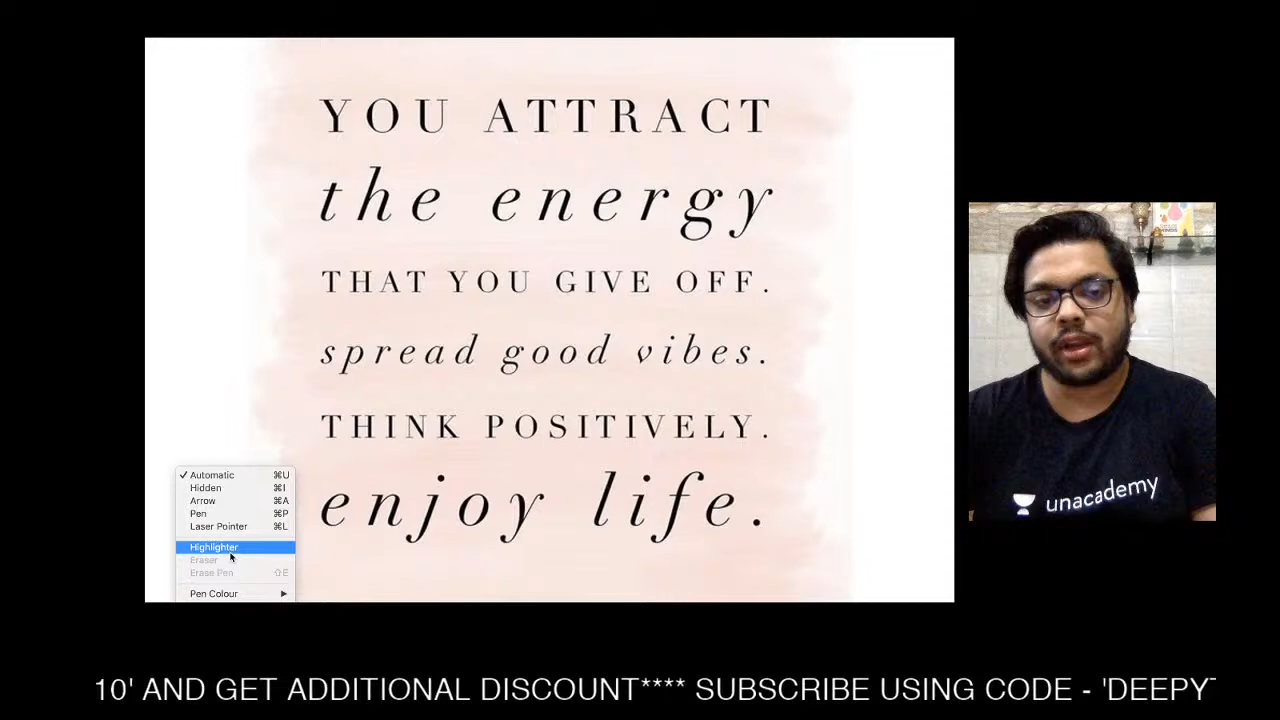 YOU ATTRACT
the energy
THAT YOU GIVE OFF.
spread good vibes.
THINK POSITIVELY.
enjoy life.
✓ Automatic ⌘U
Hidden ⌘I
Arrow ⌘A
Pen ⌘P
Laser Pointer ⌘L
Highlighter
Eraser
Erase Pen ⇧E
Pen Colour ▶
unacademy
10' AND GET ADDITIONAL DISCOUNT**** SUBSCRIBE USING CODE - 'DEEPY